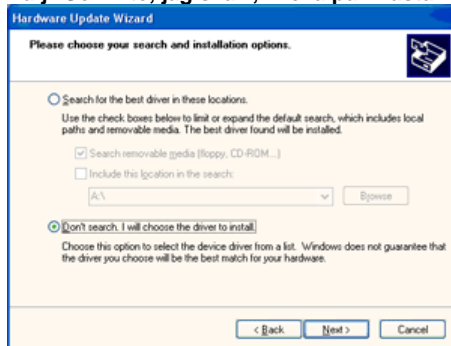 Hardware Update Wizard
Please choose your search and installation options.
Search for the best driver in these locations.
Use the check boxes below to limit or expand the default search, which includes local
paths and removable media. The best driver found will be installed.
Search removable media (floppy, CD-ROM...)
Include this location in the search:
A:\
Browse
Don't search. I will choose the driver to install.
Choose this option to select the device driver from a list. Windows does not guarantee that
the driver you choose will be the best match for your hardware.
< Back
Next >
Cancel